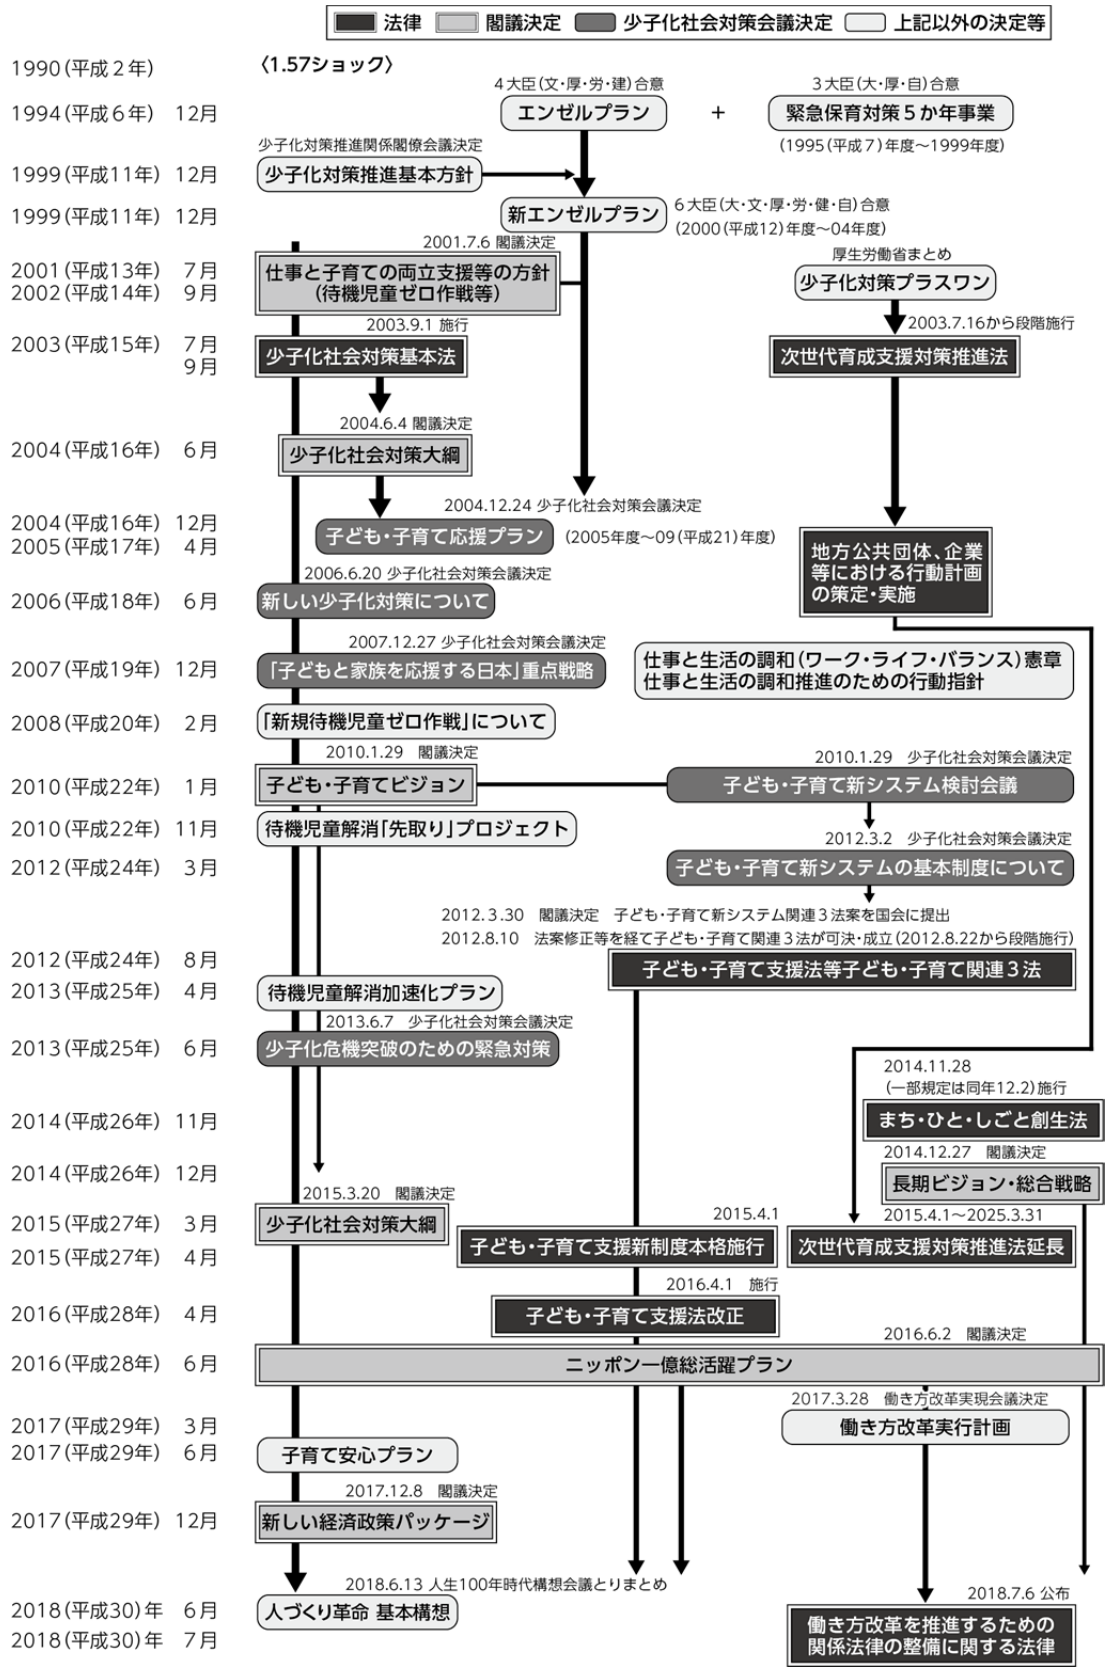 法律 閣議決定 少子化社会対策会議決定 上記以外の決定等
1990(平成2年)
〈1.57ショック〉
4大臣(文・厚・労・建)合意
3大臣(大・厚・自)合意
1994(平成6年) 12月
エンゼルプラン
+
緊急保育対策5か年事業
(1995(平成7)年度～1999年度)
少子化対策推進関係閣僚会議決定
1999(平成11年) 12月
少子化対策推進基本方針
1999(平成11年) 12月
新エンゼルプラン
6大臣(大・文・厚・労・健・自)合意
(2000(平成12)年度～04年度)
2001.7.6 閣議決定
2001(平成13年) 7月
2002(平成14年) 9月
仕事と子育ての両立支援等の方針
(待機児童ゼロ作戦等)
厚生労働省まとめ
少子化対策プラスワン
2003.9.1 施行
2003.7.16から段階施行
2003(平成15年) 7月
9月
少子化社会対策基本法
次世代育成支援対策推進法
2004.6.4 閣議決定
2004(平成16年) 6月
少子化社会対策大綱
2004.12.24 少子化社会対策会議決定
2004(平成16年) 12月
2005(平成17年) 4月
子ども・子育て応援プラン
(2005年度～09(平成21)年度)
地方公共団体、企業
等における行動計画
の策定・実施
2006.6.20 少子化社会対策会議決定
2006(平成18年) 6月
新しい少子化対策について
2007.12.27 少子化社会対策会議決定
2007(平成19年) 12月
「子どもと家族を応援する日本」重点戦略
仕事と生活の調和(ワーク・ライフ・バランス)憲章
仕事と生活の調和推進のための行動指針
2008(平成20年) 2月
「新規待機児童ゼロ作戦」について
2010.1.29 閣議決定
2010.1.29 少子化社会対策会議決定
2010(平成22年) 1月
子ども・子育てビジョン
子ども・子育て新システム検討会議
2010(平成22年) 11月
待機児童解消「先取り」プロジェクト
2012.3.2 少子化社会対策会議決定
2012(平成24年) 3月
子ども・子育て新システムの基本制度について
2012.3.30 閣議決定 子ども・子育て新システム関連3法案を国会に提出
2012.8.10 法案修正等を経て子ども・子育て関連3法が可決・成立(2012.8.22から段階施行)
2012(平成24年) 8月
子ども・子育て支援法等子ども・子育て関連3法
2013(平成25年) 4月
待機児童解消加速化プラン
2013.6.7 少子化社会対策会議決定
2013(平成25年) 6月
少子化危機突破のための緊急対策
2014.11.28
(一部規定は同年12.2)施行
2014(平成26年) 11月
まち・ひと・しごと創生法
2014.12.27 閣議決定
2014(平成26年) 12月
長期ビジョン・総合戦略
2015.3.20 閣議決定
2015(平成27年) 3月
少子化社会対策大綱
2015.4.1
2015.4.1～2025.3.31
2015(平成27年) 4月
子ども・子育て支援新制度本格施行
次世代育成支援対策推進法延長
2016.4.1 施行
2016(平成28年) 4月
子ども・子育て支援法改正
2016.6.2 閣議決定
2016(平成28年) 6月
ニッポン一億総活躍プラン
2017.3.28 働き方改革実現会議決定
2017(平成29年) 3月
働き方改革実行計画
2017(平成29年) 6月
子育て安心プラン
2017.12.8 閣議決定
2017(平成29年) 12月
新しい経済政策パッケージ
2018.6.13 人生100年時代構想会議とりまとめ
2018(平成30)年 6月
人づくり革命 基本構想
2018.7.6 公布
2018(平成30)年 7月
働き方改革を推進するための
関係法律の整備に関する法律